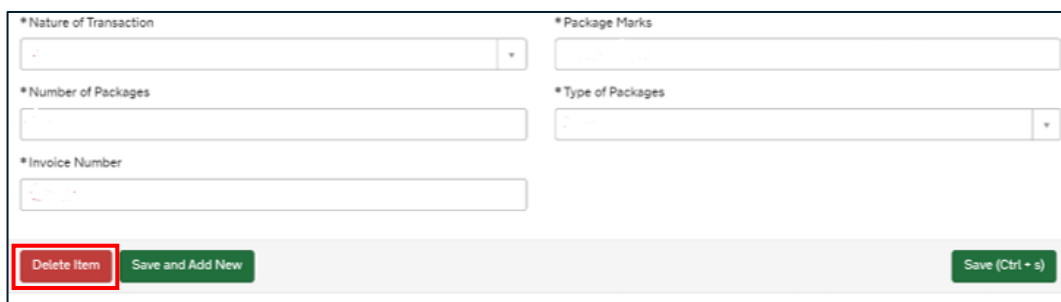 *Nature of Transaction
*Package Marks
*Number of Packages
*Type of Packages
*Invoice Number
Delete Item
Save and Add New
Save (Ctrl + s)